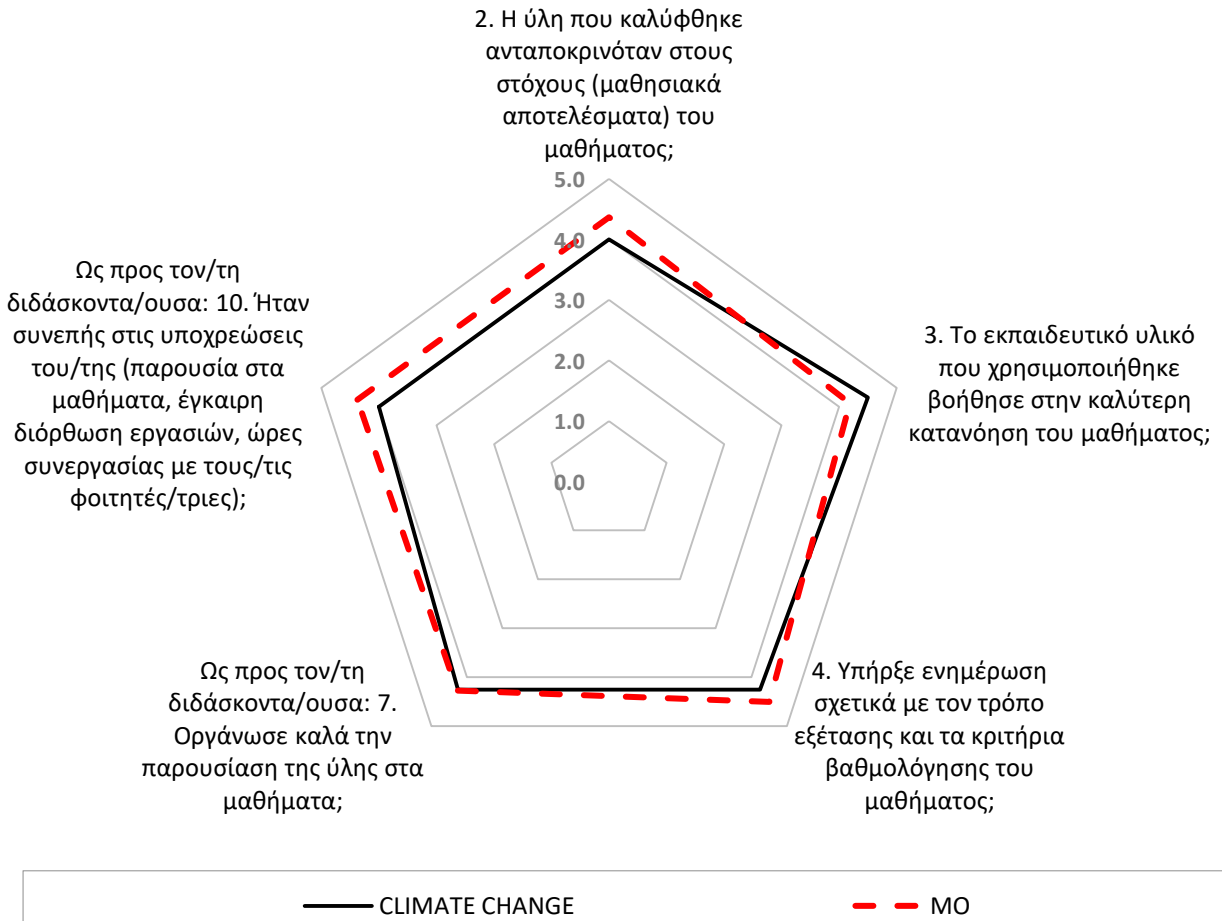 2. Η ύλη που καλύφθηκε
ανταποκρινόταν στους
στόχους (μαθησιακά
αποτελέσματα) του
μαθήματος;
5.0
4.0
3.0
2.0
1.0
0.0
3. Το εκπαιδευτικό υλικό
που χρησιμοποιήθηκε
βοήθησε στην καλύτερη
κατανόηση του μαθήματος;
4. Υπήρξε ενημέρωση
σχετικά με τον τρόπο
εξέτασης και τα κριτήρια
βαθμολόγησης του
μαθήματος;
Ως προς τον/τη
διδάσκοντα/ουσα: 7.
Οργάνωσε καλά την
παρουσίαση της ύλης στα
μαθήματα;
Ως προς τον/τη
διδάσκοντα/ουσα: 10. Ήταν
συνεπής στις υποχρεώσεις
του/της (παρουσία στα
μαθήματα, έγκαιρη
διόρθωση εργασιών, ώρες
συνεργασίας με τους/τις
φοιτητές/τριες);
CLIMATE CHANGE
ΜΟ